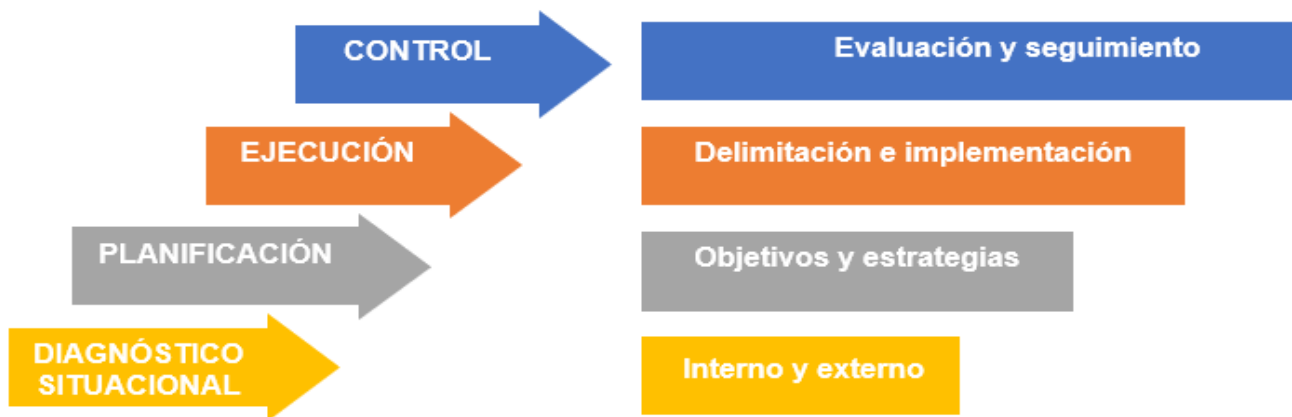 CONTROL
Evaluación y seguimiento
EJECUCIÓN
Delimitación e implementación
PLANIFICACIÓN
Objetivos y estrategias
DIAGNÓSTICO
SITUACIONAL
Interno y externo